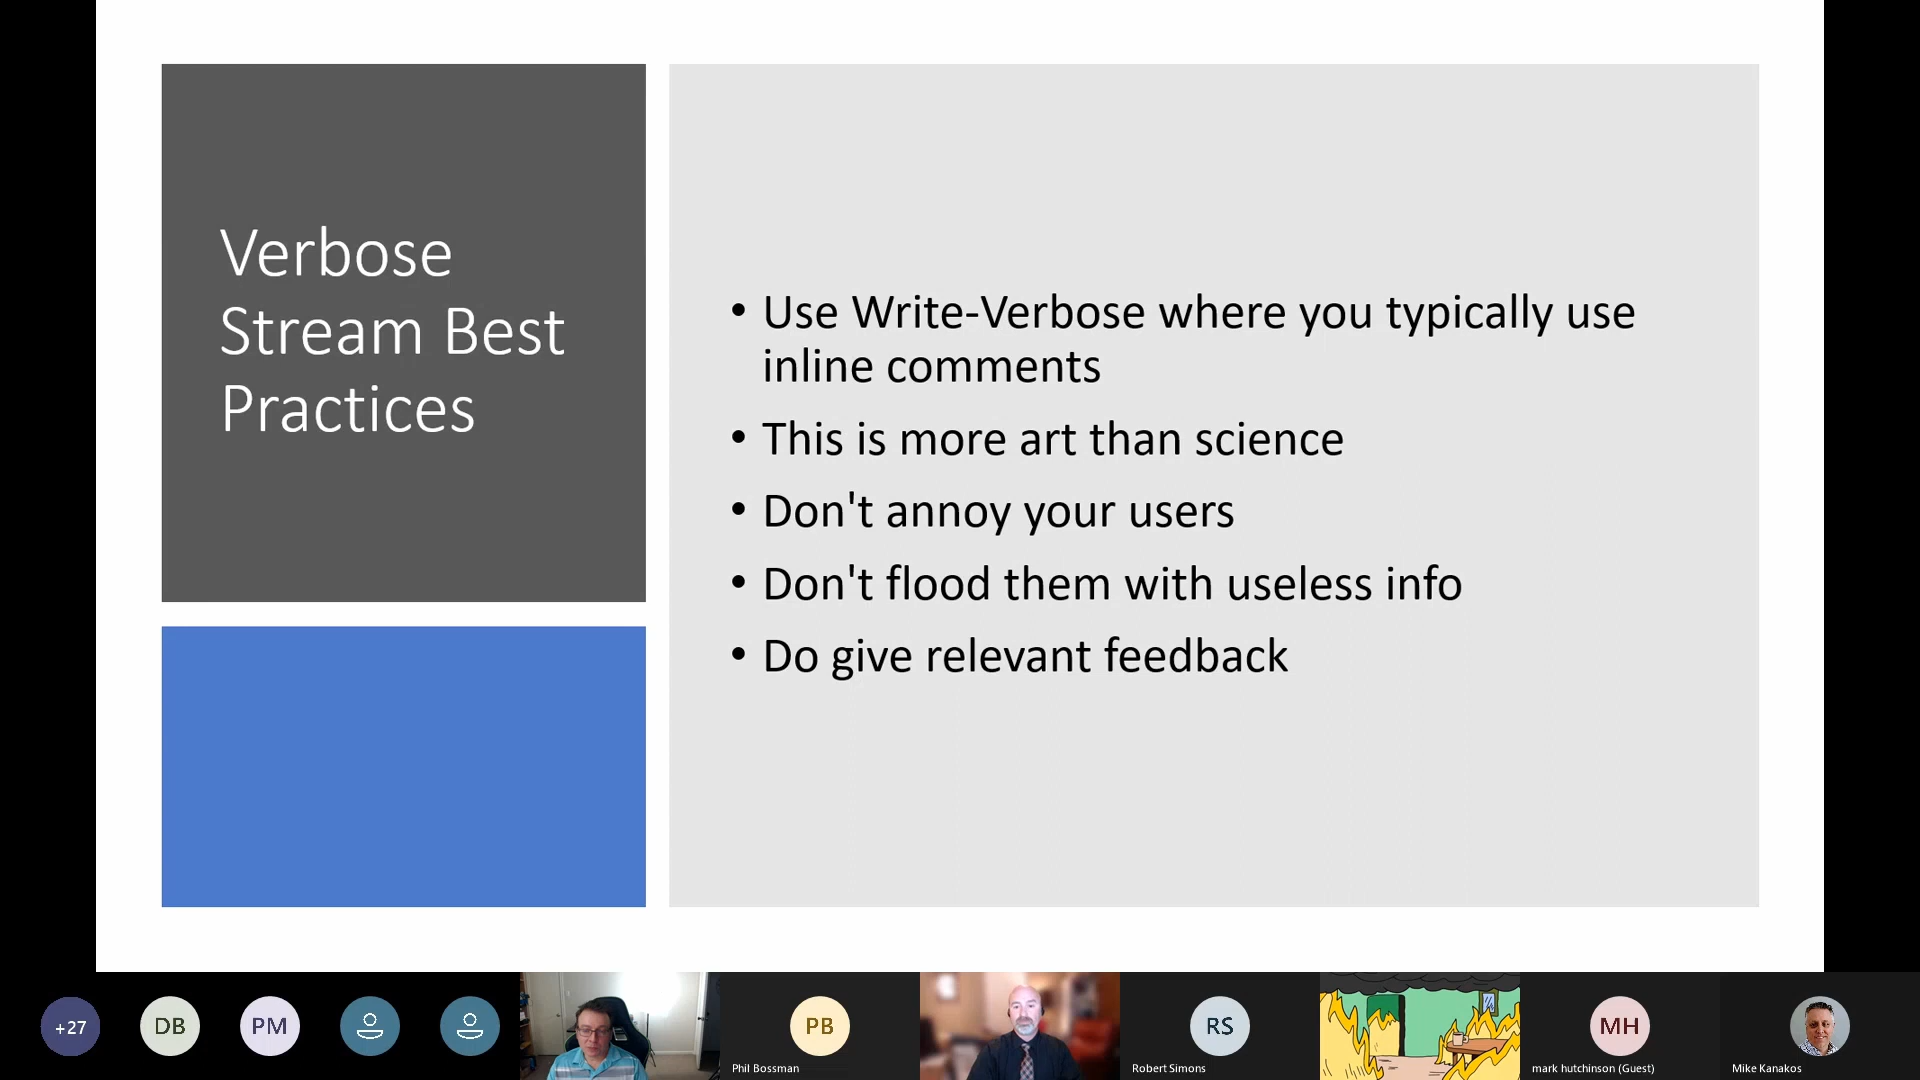 Verbose
Stream Best
Practices
• Use Write-Verbose where you typically use
inline comments
• This is more art than science
• Don't annoy your users
• Don't flood them with useless info
• Do give relevant feedback
+27
DB
PM
PB
Phil Bossman
RS
Robert Simons
MH
mark hutchinson (Guest)
Mike Kanakos